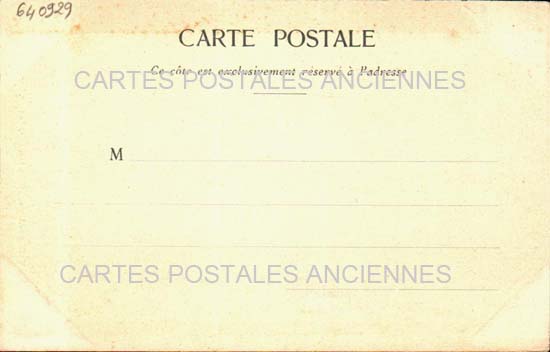 640929
CARTE POSTALE
Ce côté est exclusivement réservé à l'adresse
CARTES POSTALES ANCIENNES
M
CARTES POSTALES ANCIENNES